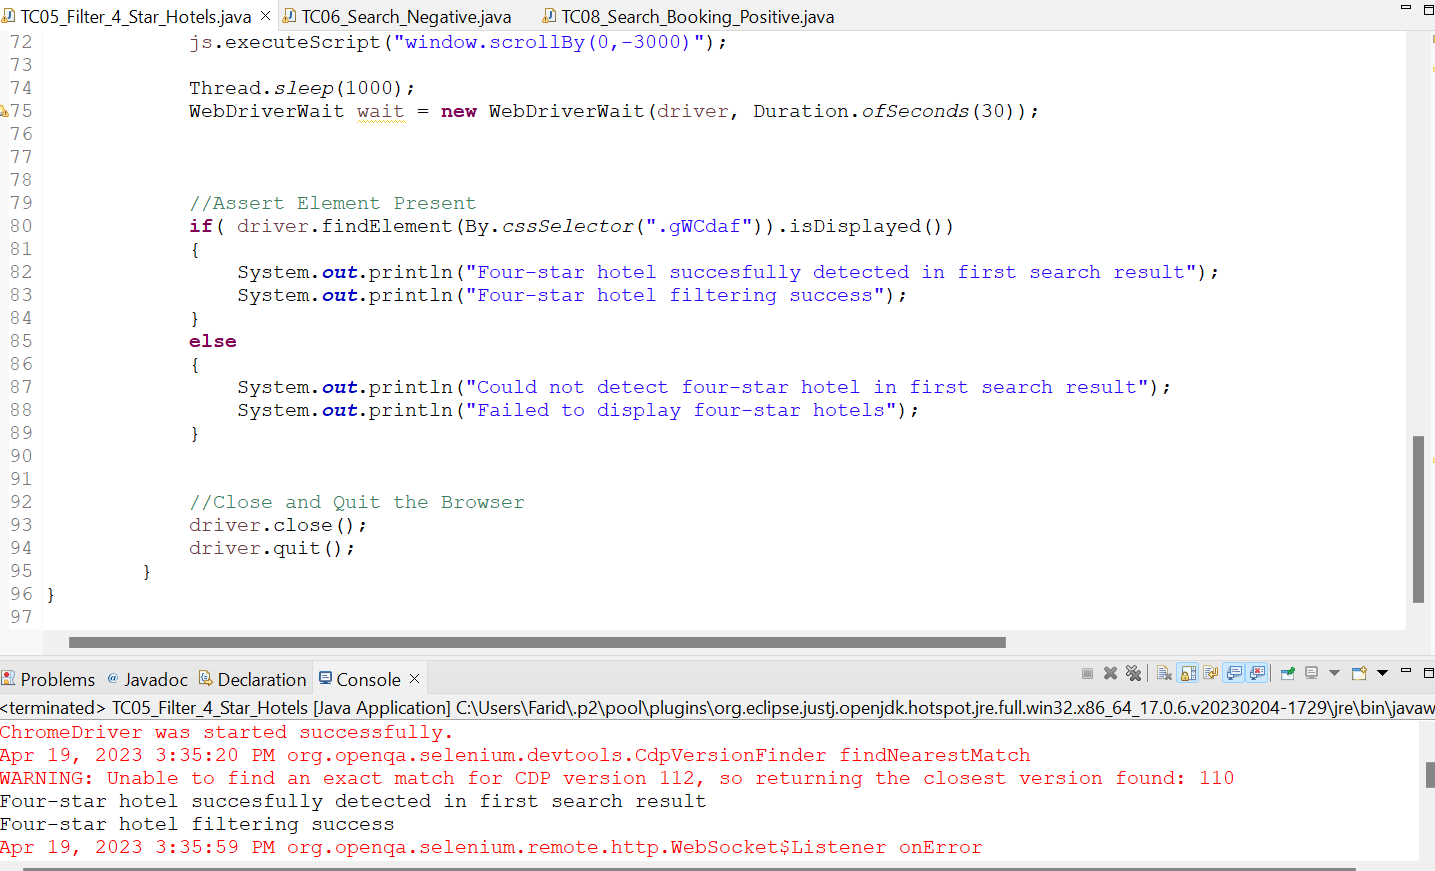 TC05_Filter_4_Star_Hotels.java TC06_Search_Negative.java TC08_Search_Booking_Positive.java
72 js.executeScript("window.scrollBy(0,-3000)");
73
74 Thread.sleep(1000);
75 WebDriverWait wait = new WebDriverWait(driver, Duration.ofSeconds(30));
76
77
78
79 //Assert Element Present
80 if( driver.findElement(By.cssSelector(".gWCdaf")).isDisplayed())
81 {
82 System.out.println("Four-star hotel succesfully detected in first search result");
83 System.out.println("Four-star hotel filtering success");
84 }
85 else
86 {
87 System.out.println("Could not detect four-star hotel in first search result");
88 System.out.println("Failed to display four-star hotels");
89 }
90
91
92 //Close and Quit the Browser
93 driver.close();
94 driver.quit();
95 }
96 }
97
Problems @ Javadoc Declaration Console
<terminated> TC05_Filter_4_Star_Hotels [Java Application] C:\Users\Farid\.p2\pool\plugins\org.eclipse.justj.openjdk.hotspot.jre.full.win32.x86_64_17.0.6.v20230204-1729\jre\bin\javaw
ChromeDriver was started successfully.
Apr 19, 2023 3:35:20 PM org.openqa.selenium.devtools.CdpVersionFinder findNearestMatch
WARNING: Unable to find an exact match for CDP version 112, so returning the closest version found: 110
Four-star hotel succesfully detected in first search result
Four-star hotel filtering success
Apr 19, 2023 3:35:59 PM org.openqa.selenium.remote.http.WebSocket$Listener onError